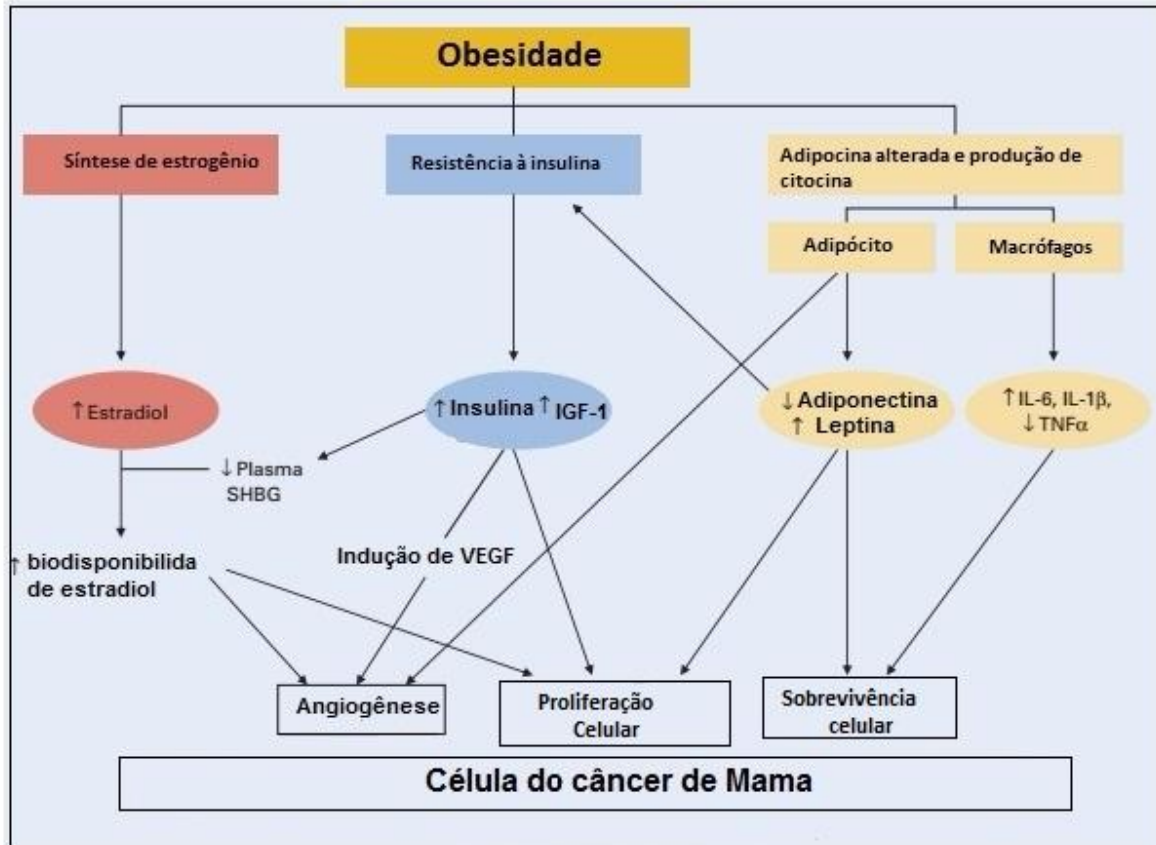 Obesidade
Síntese de estrogênio
Resistência à insulina
Adipocina alterada e produção de
citocina
Adipócito
Macrófagos
↑ Estradiol
↑ Insulina ↑ IGF-1
↓ Adiponectina
↑ Leptina
↑ IL-6, IL-1β,
↓ TNFα
↓ Plasma
SHBG
↑ biodisponibilida
de estradiol
Indução de VEGF
Angiogênese
Proliferação
Celular
Sobrevivência
celular
Célula do câncer de Mama